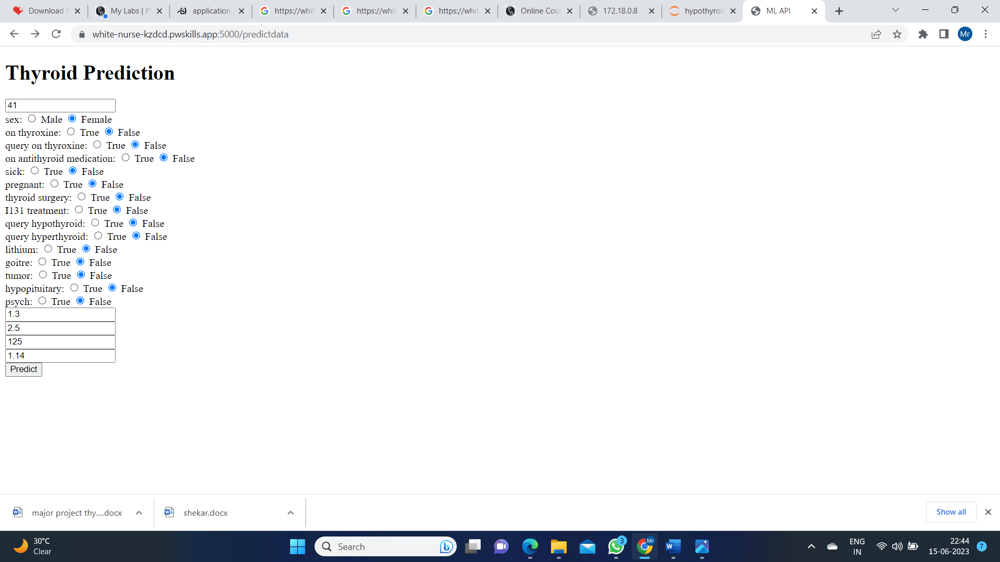 Download f
My Labs | P
application.
https://whit
https://whit
https://whit
Online Cour
172.18.0.8
hypothyroid
ML API
white-nurse-kzdcd.pwskills.app:5000/predictdata
Mr
Thyroid Prediction
41
sex: Male Female
on thyroxine: True False
query on thyroxine: True False
on antithyroid medication: True False
sick: True False
pregnant: True False
thyroid surgery: True False
I131 treatment: True False
query hypothyroid: True False
query hyperthyroid: True False
lithium: True False
goitre: True False
tumor: True False
hypopituitary: True False
psych: True False
1.3
2.5
125
1.14
Predict
major project thy....docx
shekar.docx
Show all
30°C
Clear
Search
3
Mr
ENG
IN
22:44
15-06-2023
7